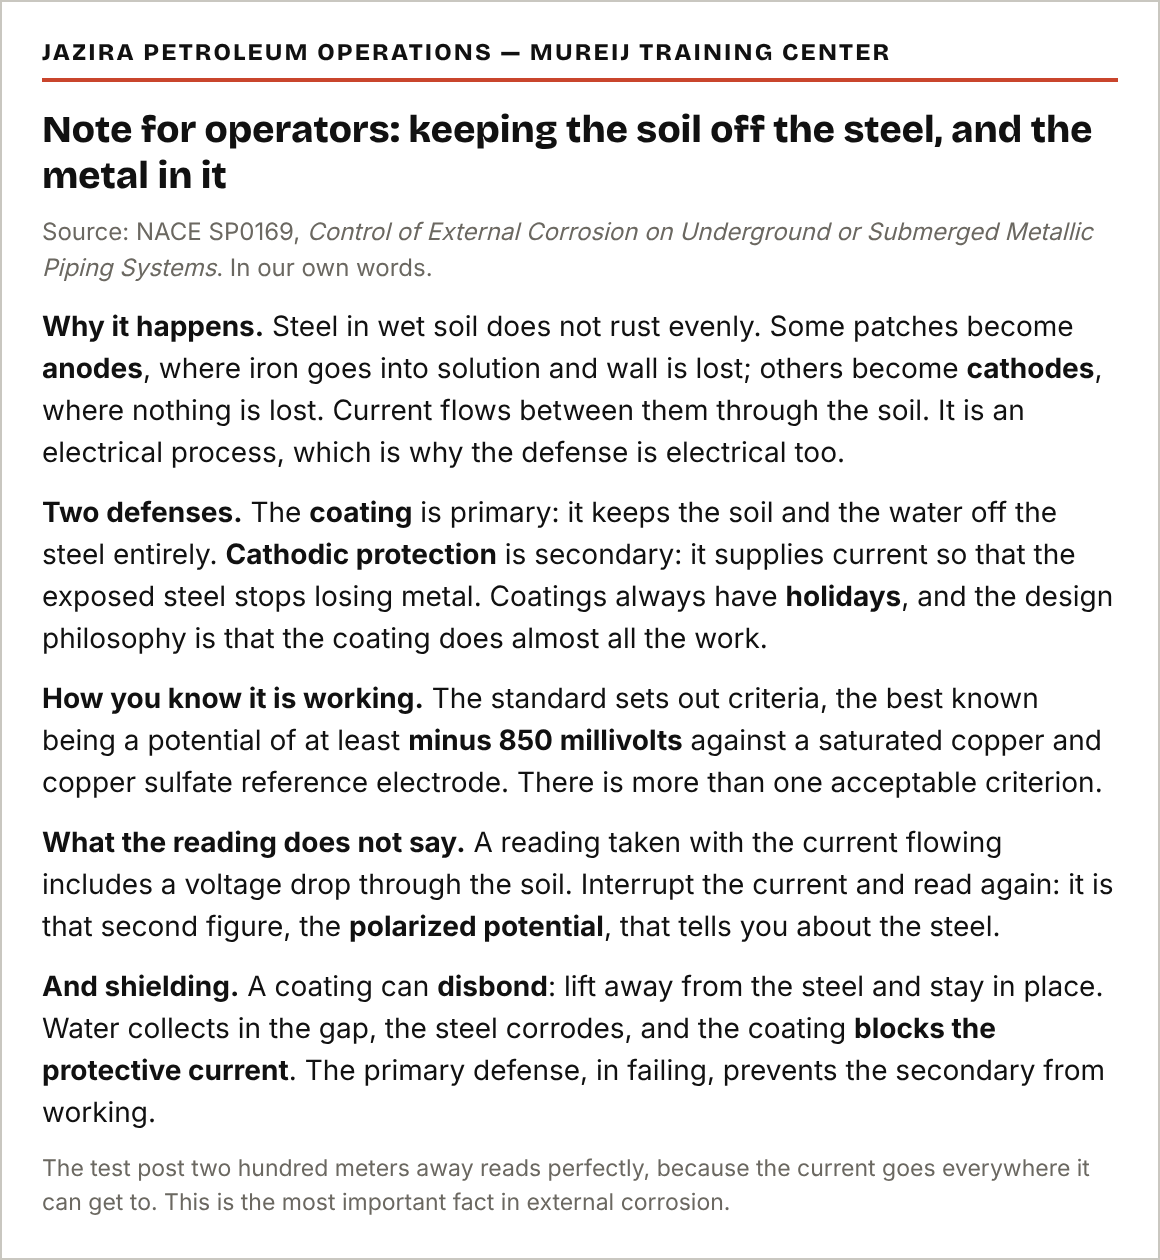 JAZIRA PETROLEUM OPERATIONS — MUREIJ TRAINING CENTER
Note for operators: keeping the soil off the steel, and the
metal in it
Source: NACE SP0169, Control of External Corrosion on Underground or Submerged Metallic
Piping Systems. In our own words.
Why it happens. Steel in wet soil does not rust evenly. Some patches become
anodes, where iron goes into solution and wall is lost; others become cathodes,
where nothing is lost. Current flows between them through the soil. It is an
electrical process, which is why the defense is electrical too.
Two defenses. The coating is primary: it keeps the soil and the water off the
steel entirely. Cathodic protection is secondary: it supplies current so that the
exposed steel stops losing metal. Coatings always have holidays, and the design
philosophy is that the coating does almost all the work.
How you know it is working. The standard sets out criteria, the best known
being a potential of at least minus 850 millivolts against a saturated copper and
copper sulfate reference electrode. There is more than one acceptable criterion.
What the reading does not say. A reading taken with the current flowing
includes a voltage drop through the soil. Interrupt the current and read again: it is
that second figure, the polarized potential, that tells you about the steel.
And shielding. A coating can disbond: lift away from the steel and stay in place.
Water collects in the gap, the steel corrodes, and the coating blocks the
protective current. The primary defense, in failing, prevents the secondary from
working.
The test post two hundred meters away reads perfectly, because the current goes everywhere it
can get to. This is the most important fact in external corrosion.